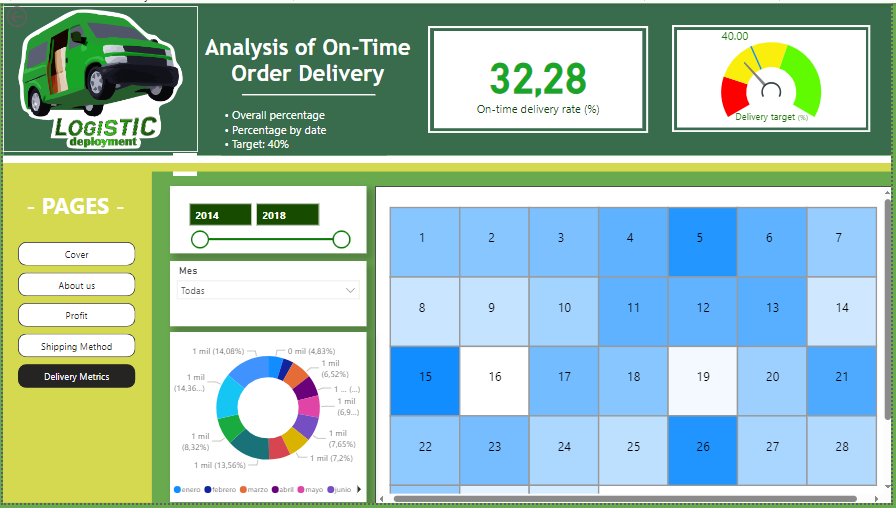 LOGISTIC
deployment
Analysis of On-Time
Order Delivery
• Overall percentage
• Percentage by date
• Target: 40%
32,28
On-time delivery rate (%)
40.00
Delivery target (%)
- PAGES -
Cover
About us
Profit
Shipping Method
Delivery Metrics
2014
2018
Mes
Todas
1 mil (14,08%)
0 mil (4,83%)
1 mil
(6,52%)
1 ... (...)
1 mil
(6,9...)
1 mil
(7,65%)
1 mil (7,2%)
1 mil (13,56%)
1 mil
(8,32%)
1 mil
(14,36...)
enero
febrero
marzo
abril
mayo
junio
1 2 3 4 5 6 7
8 9 10 11 12 13 14
15 16 17 18 19 20 21
22 23 24 25 26 27 28